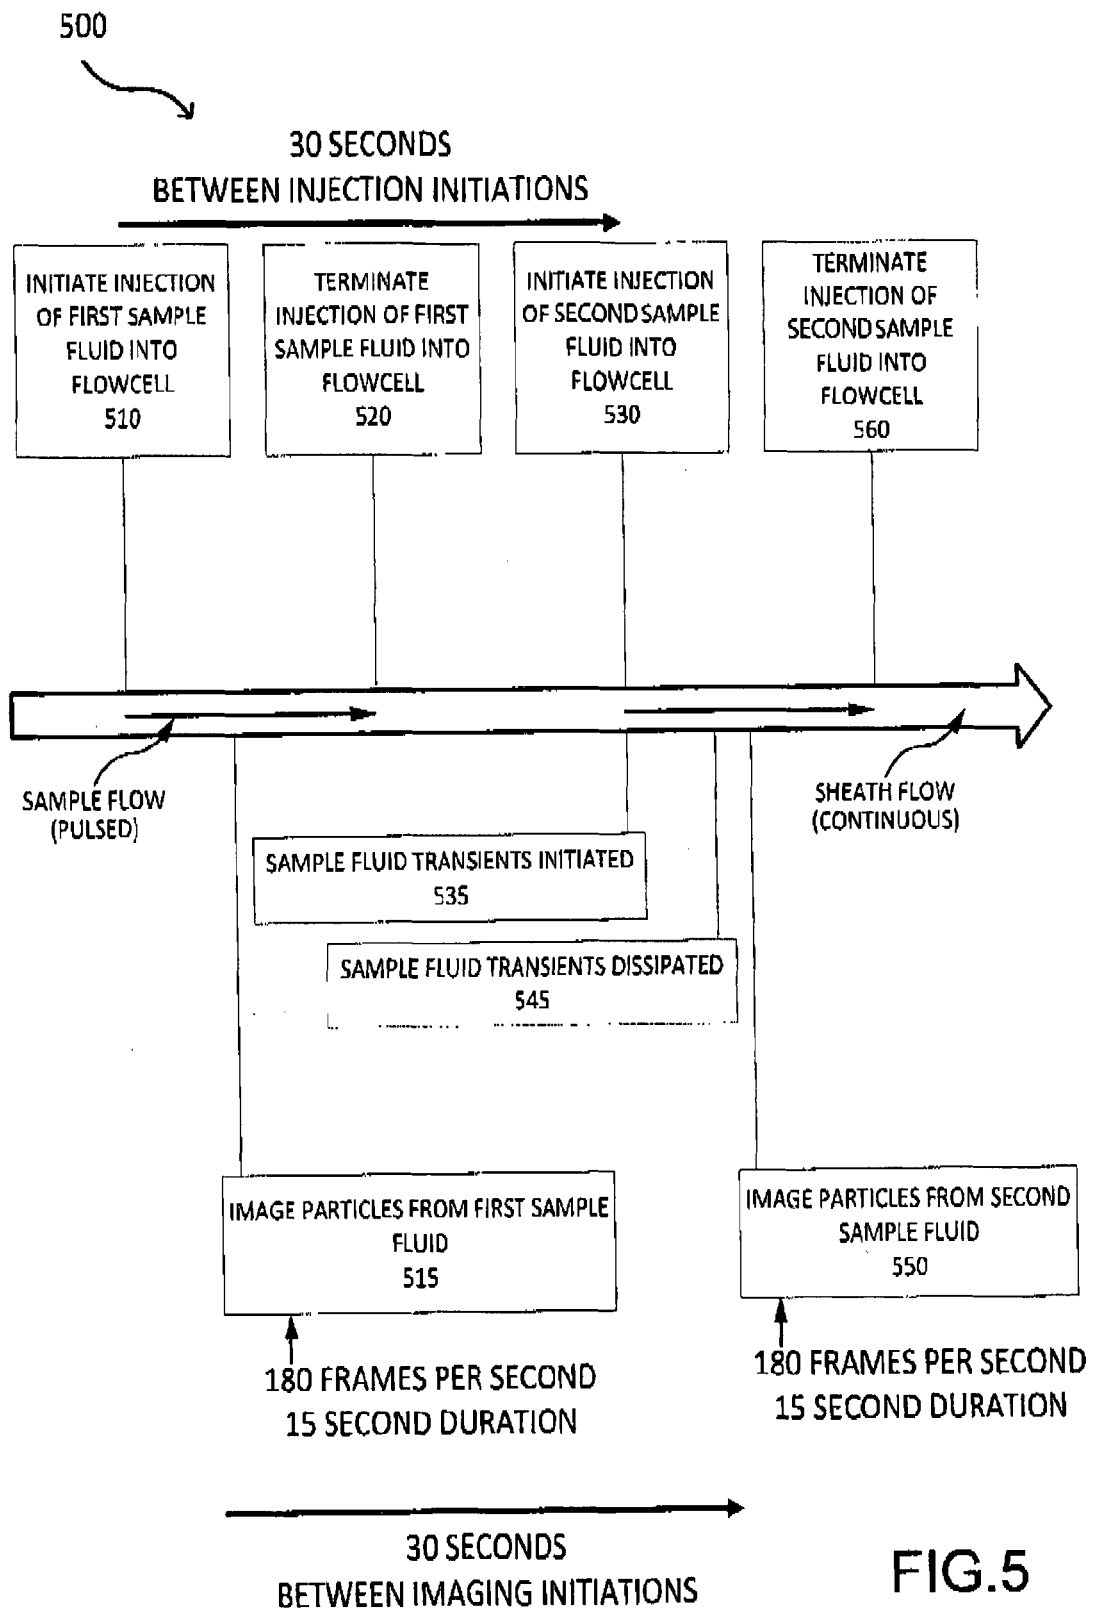 500
30 SECONDS
BETWEEN INJECTION INITIATIONS
INITIATE INJECTION
OF FIRST SAMPLE
FLUID INTO
FLOWCELL
510
TERMINATE
INJECTION OF FIRST
SAMPLE FLUID INTO
FLOWCELL
520
INITIATE INJECTION
OF SECOND SAMPLE
FLUID INTO
FLOWCELL
530
TERMINATE
INJECTION OF
SECOND SAMPLE
FLUID INTO
FLOWCELL
560
SAMPLE FLOW
(PULSED)
SHEATH FLOW
(CONTINUOUS)
SAMPLE FLUID TRANSIENTS INITIATED
535
SAMPLE FLUID TRANSIENTS DISSIPATED
545
IMAGE PARTICLES FROM FIRST SAMPLE
FLUID
515
IMAGE PARTICLES FROM SECOND
SAMPLE FLUID
550
180 FRAMES PER SECOND
15 SECOND DURATION
180 FRAMES PER SECOND
15 SECOND DURATION
30 SECONDS
BETWEEN IMAGING INITIATIONS
FIG.5